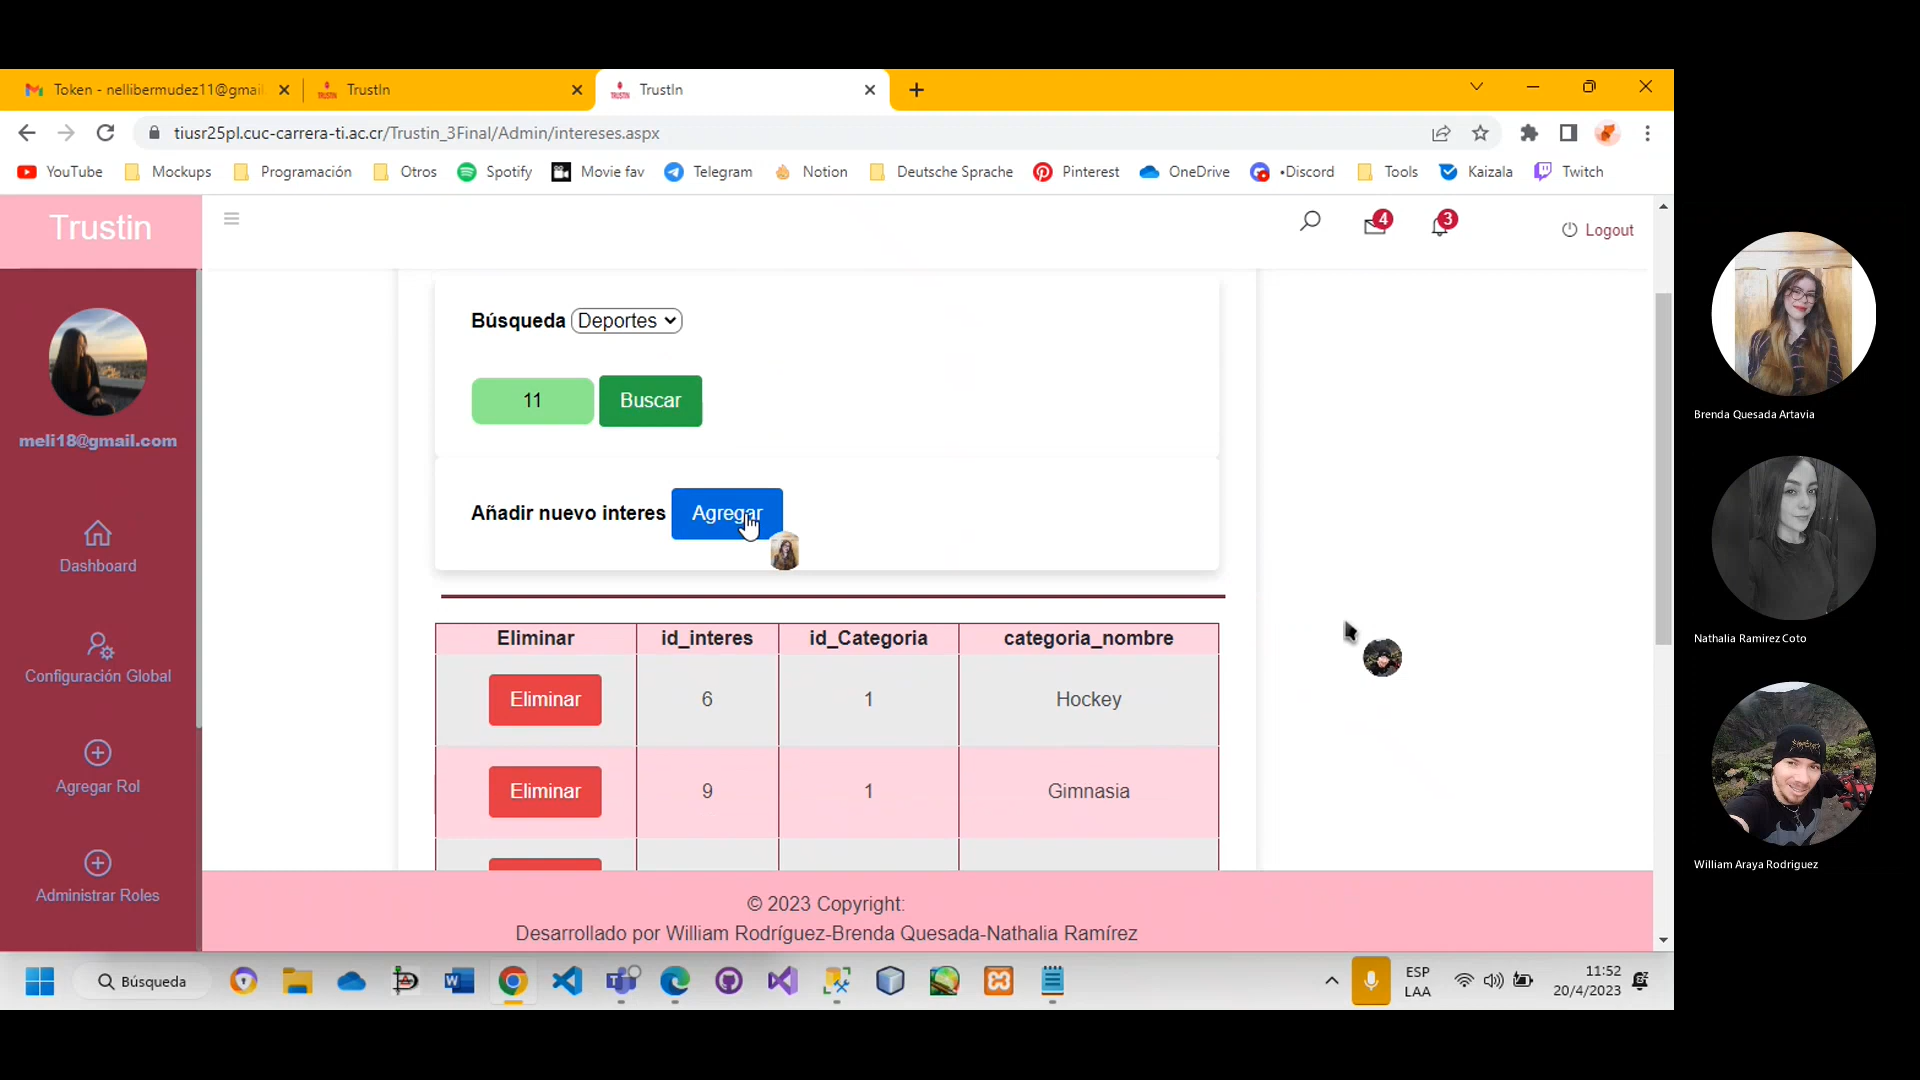 Token - nellibermudez11@gmai
TrustIn
TrustIn
tiusr25pl.cuc-carrera-ti.ac.cr/Trustin_3Final/Admin/intereses.aspx
YouTube
Mockups
Programación
Otros
Spotify
Movie fav
Telegram
Notion
Deutsche Sprache
Pinterest
OneDrive
•Discord
Tools
Kaizala
Twitch
Trustin
4
3
Logout
meli18@gmail.com
Dashboard
Configuración Global
Agregar Rol
Administrar Roles
Búsqueda Deportes
11 Buscar
Añadir nuevo interes Agregar
Eliminar id_interes id_Categoria categoria_nombre
Eliminar 6 1 Hockey
Eliminar 9 1 Gimnasia
© 2023 Copyright:
Desarrollado por William Rodríguez-Brenda Quesada-Nathalia Ramírez
Brenda Quesada Artavia
Nathalia Ramirez Coto
William Araya Rodriguez
Búsqueda
ESP
LAA
11:52
20/4/2023